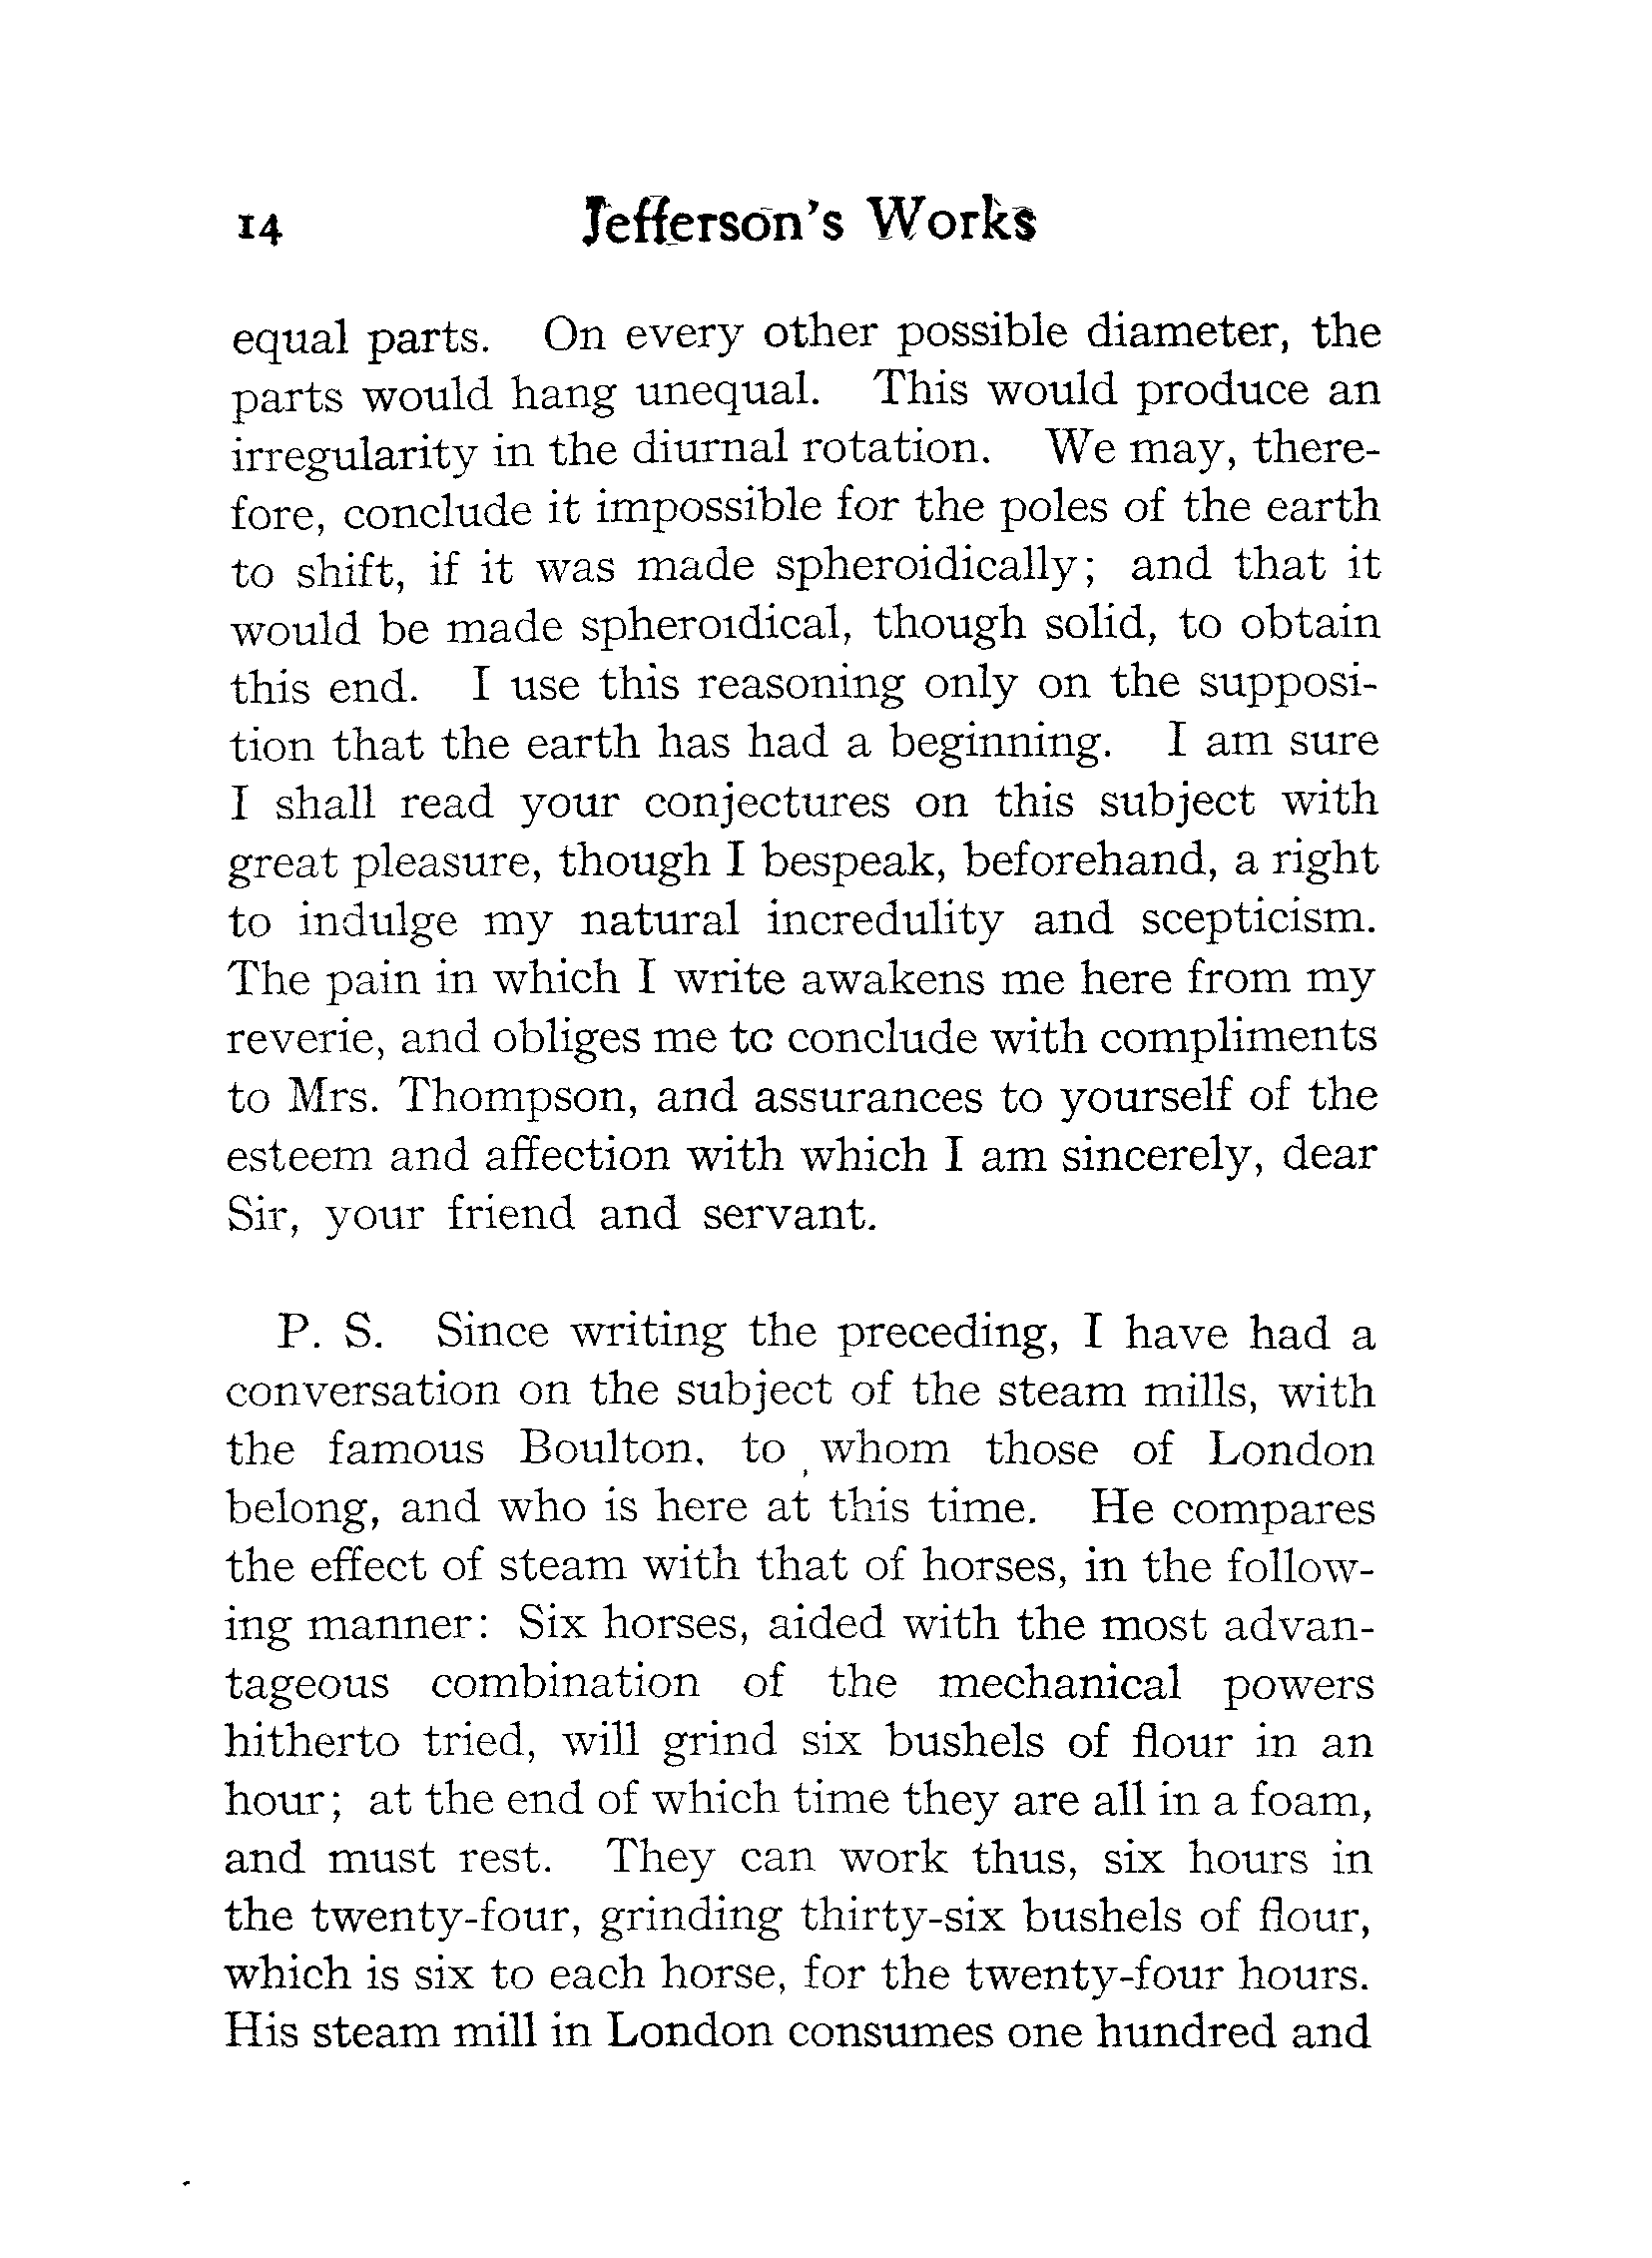 14 Jefferson's Works
equal parts. On every other possible diameter, the
parts would hang unequal. This would produce an
irregularity in the diurnal rotation. We may, there-
fore, conclude it impossible for the poles of the earth
to shift, if it was made spheroidically; and that it
would be made spheroidical, though solid, to obtain
this end. I use this reasoning only on the supposi-
tion that the earth has had a beginning. I am sure
I shall read your conjectures on this subject with
great pleasure, though I bespeak, beforehand, a right
to indulge my natural incredulity and scepticism.
The pain in which I write awakens me here from my
reverie, and obliges me to conclude with compliments
to Mrs. Thompson, and assurances to yourself of the
esteem and affection with which I am sincerely, dear
Sir, your friend and servant.
P. S. Since writing the preceding, I have had a
conversation on the subject of the steam mills, with
the famous Boulton, to whom those of London
belong, and who is here at this time. He compares
the effect of steam with that of horses, in the follow-
ing manner: Six horses, aided with the most advan-
tageous combination of the mechanical powers
hitherto tried, will grind six bushels of flour in an
hour; at the end of which time they are all in a foam,
and must rest. They can work thus, six hours in
the twenty-four, grinding thirty-six bushels of flour,
which is six to each horse, for the twenty-four hours.
His steam mill in London consumes one hundred and